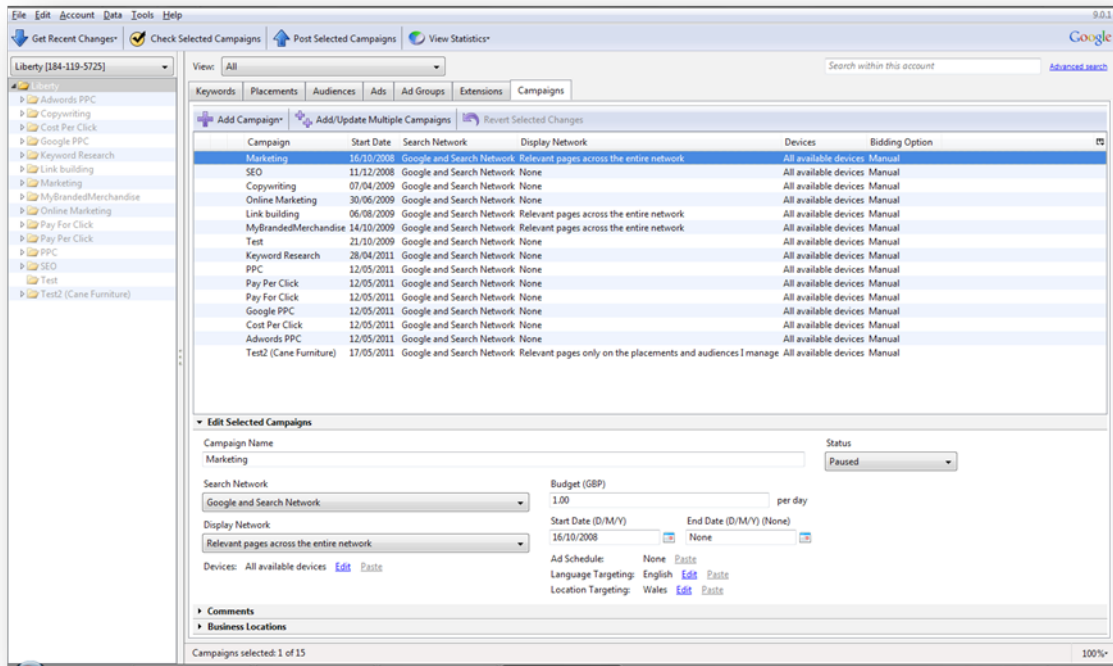 File Edit Account Data Tools Help 9.0.1
Get Recent Changes Check Selected Campaigns Post Selected Campaigns View Statistics Google
Liberty [184-119-5725] View: All Search within this account Advanced search
Liberty
Adwords PPC
Copywriting
Cost Per Click
Google PPC
Keyword Research
Link building
Marketing
MyBrandedMerchandise
Online Marketing
Pay For Click
Pay Per Click
PPC
SEO
Test
Test2 (Cane Furniture)
Keywords Placements Audiences Ads Ad Groups Extensions Campaigns
Add Campaign Add/Update Multiple Campaigns Revert Selected Changes
Campaign Start Date Search Network Display Network Devices Bidding Option
Marketing 16/10/2008 Google and Search Network Relevant pages across the entire network All available devices Manual
SEO 11/12/2008 Google and Search Network None All available devices Manual
Copywriting 07/04/2009 Google and Search Network None All available devices Manual
Online Marketing 30/06/2009 Google and Search Network None All available devices Manual
Link building 06/08/2009 Google and Search Network Relevant pages across the entire network All available devices Manual
MyBrandedMerchandise 14/10/2009 Google and Search Network Relevant pages across the entire network All available devices Manual
Test 21/10/2009 Google and Search Network None All available devices Manual
Keyword Research 28/04/2011 Google and Search Network None All available devices Manual
PPC 12/05/2011 Google and Search Network None All available devices Manual
Pay Per Click 12/05/2011 Google and Search Network None All available devices Manual
Pay For Click 12/05/2011 Google and Search Network None All available devices Manual
Google PPC 12/05/2011 Google and Search Network None All available devices Manual
Cost Per Click 12/05/2011 Google and Search Network None All available devices Manual
Adwords PPC 12/05/2011 Google and Search Network None All available devices Manual
Test2 (Cane Furniture) 17/05/2011 Google and Search Network Relevant pages only on the placements and audiences I manage All available devices Manual
Edit Selected Campaigns
Campaign Name Status
Marketing Paused
Search Network Budget (GBP)
Google and Search Network 1.00 per day
Display Network Start Date (D/M/Y) End Date (D/M/Y) (None)
Relevant pages across the entire network 16/10/2008 None
Devices: All available devices Edit Paste Ad Schedule: None Paste
Language Targeting: English Edit Paste
Location Targeting: Wales Edit Paste
Comments
Business Locations
Campaigns selected: 1 of 15 100%